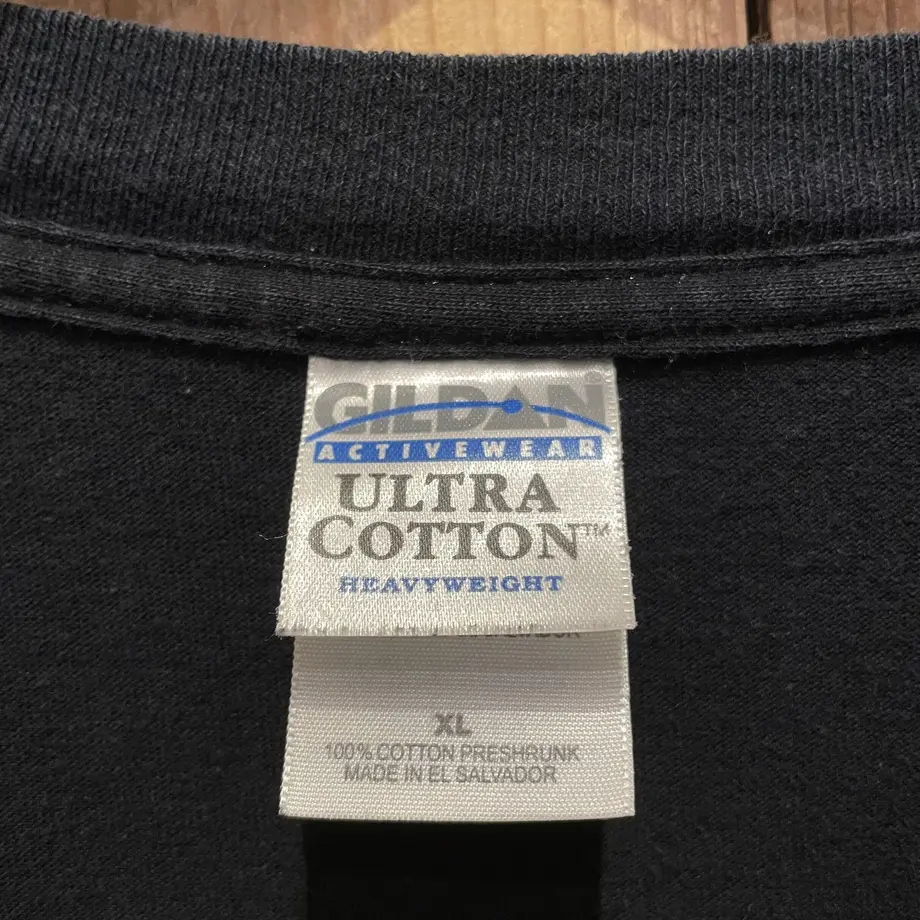 GILDAN
ACTIVEWEAR
ULTRA
COTTON™
HEAVYWEIGHT
XL
100% COTTON PRESHRUNK
MADE IN EL SALVADOR